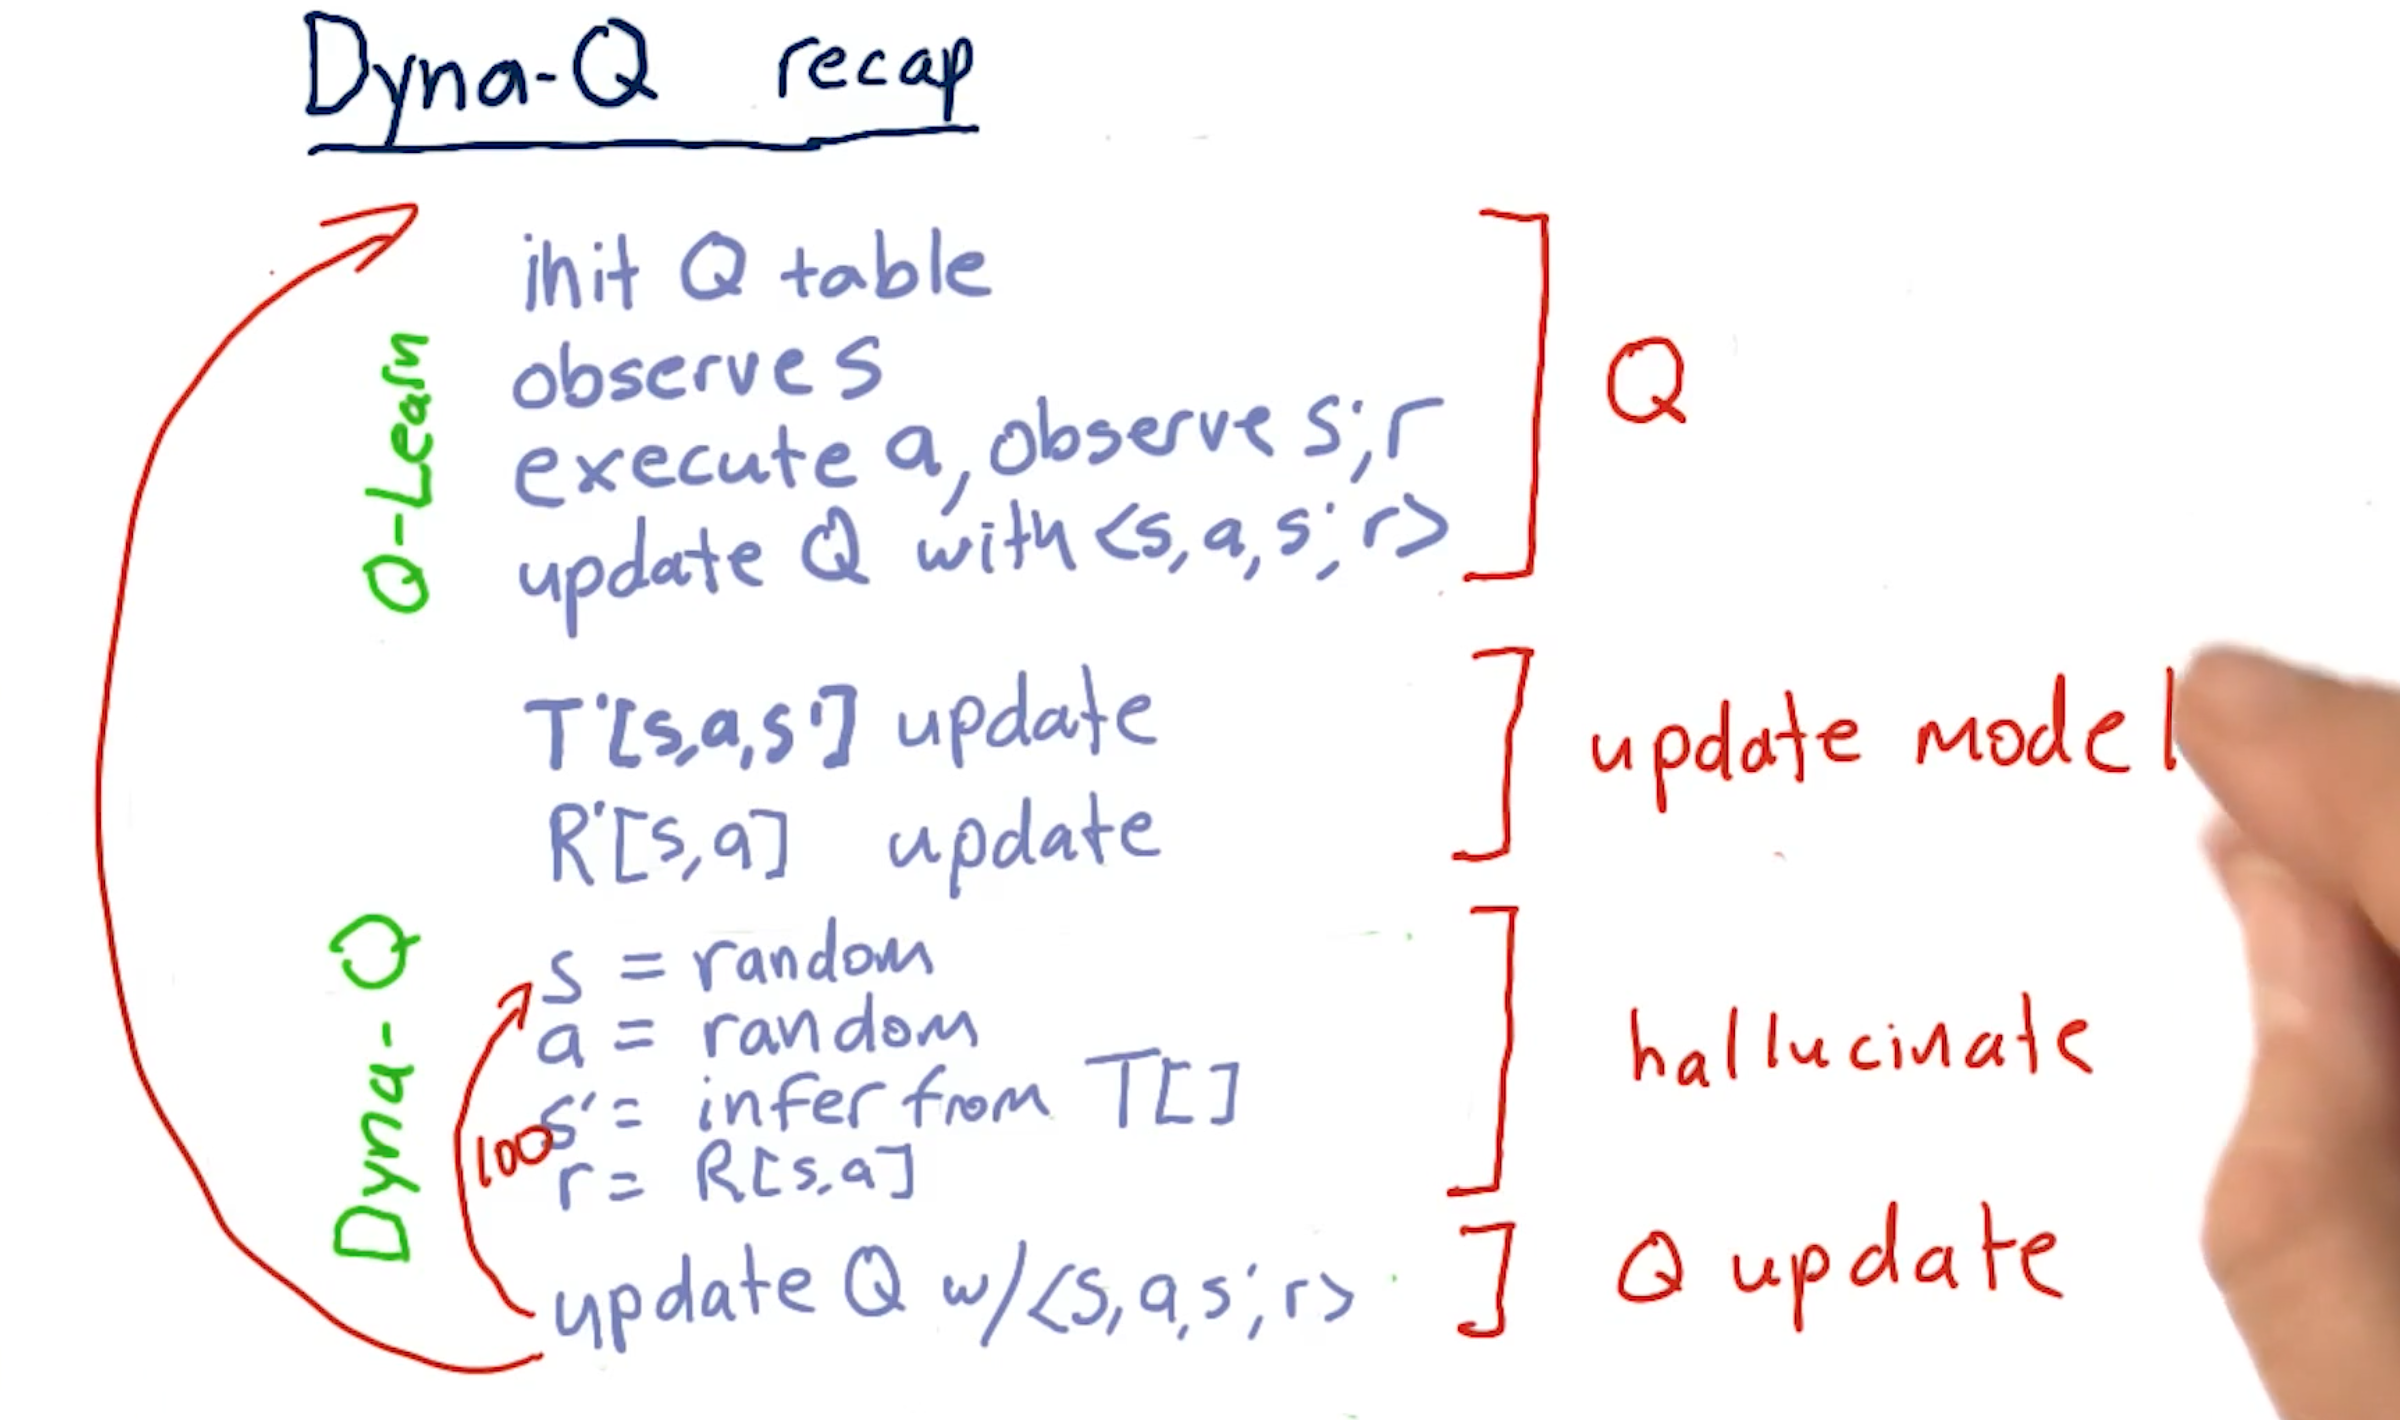 Dyna-Q recap
init Q table
observe s
execute a, observe s', r
update Q with <s, a, s', r>
Q-Learn
Q
T'[s,a,s'] update
R'[s,a] update
update model
Dyna-Q
s = random
a = random
s' = infer from T[]
r = R[s,a]
100
hallucinate
update Q w/<s, a, s', r>
Q update